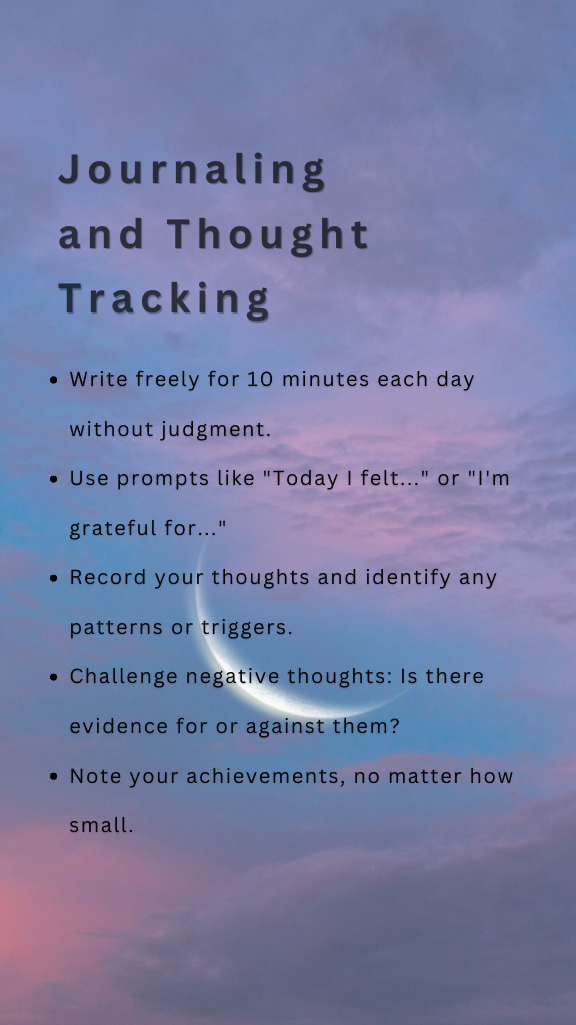 Journaling
and Thought
Tracking
• Write freely for 10 minutes each day
without judgment.
• Use prompts like "Today I felt..." or "I'm
grateful for..."
• Record your thoughts and identify any
patterns or triggers.
• Challenge negative thoughts: Is there
evidence for or against them?
• Note your achievements, no matter how
small.